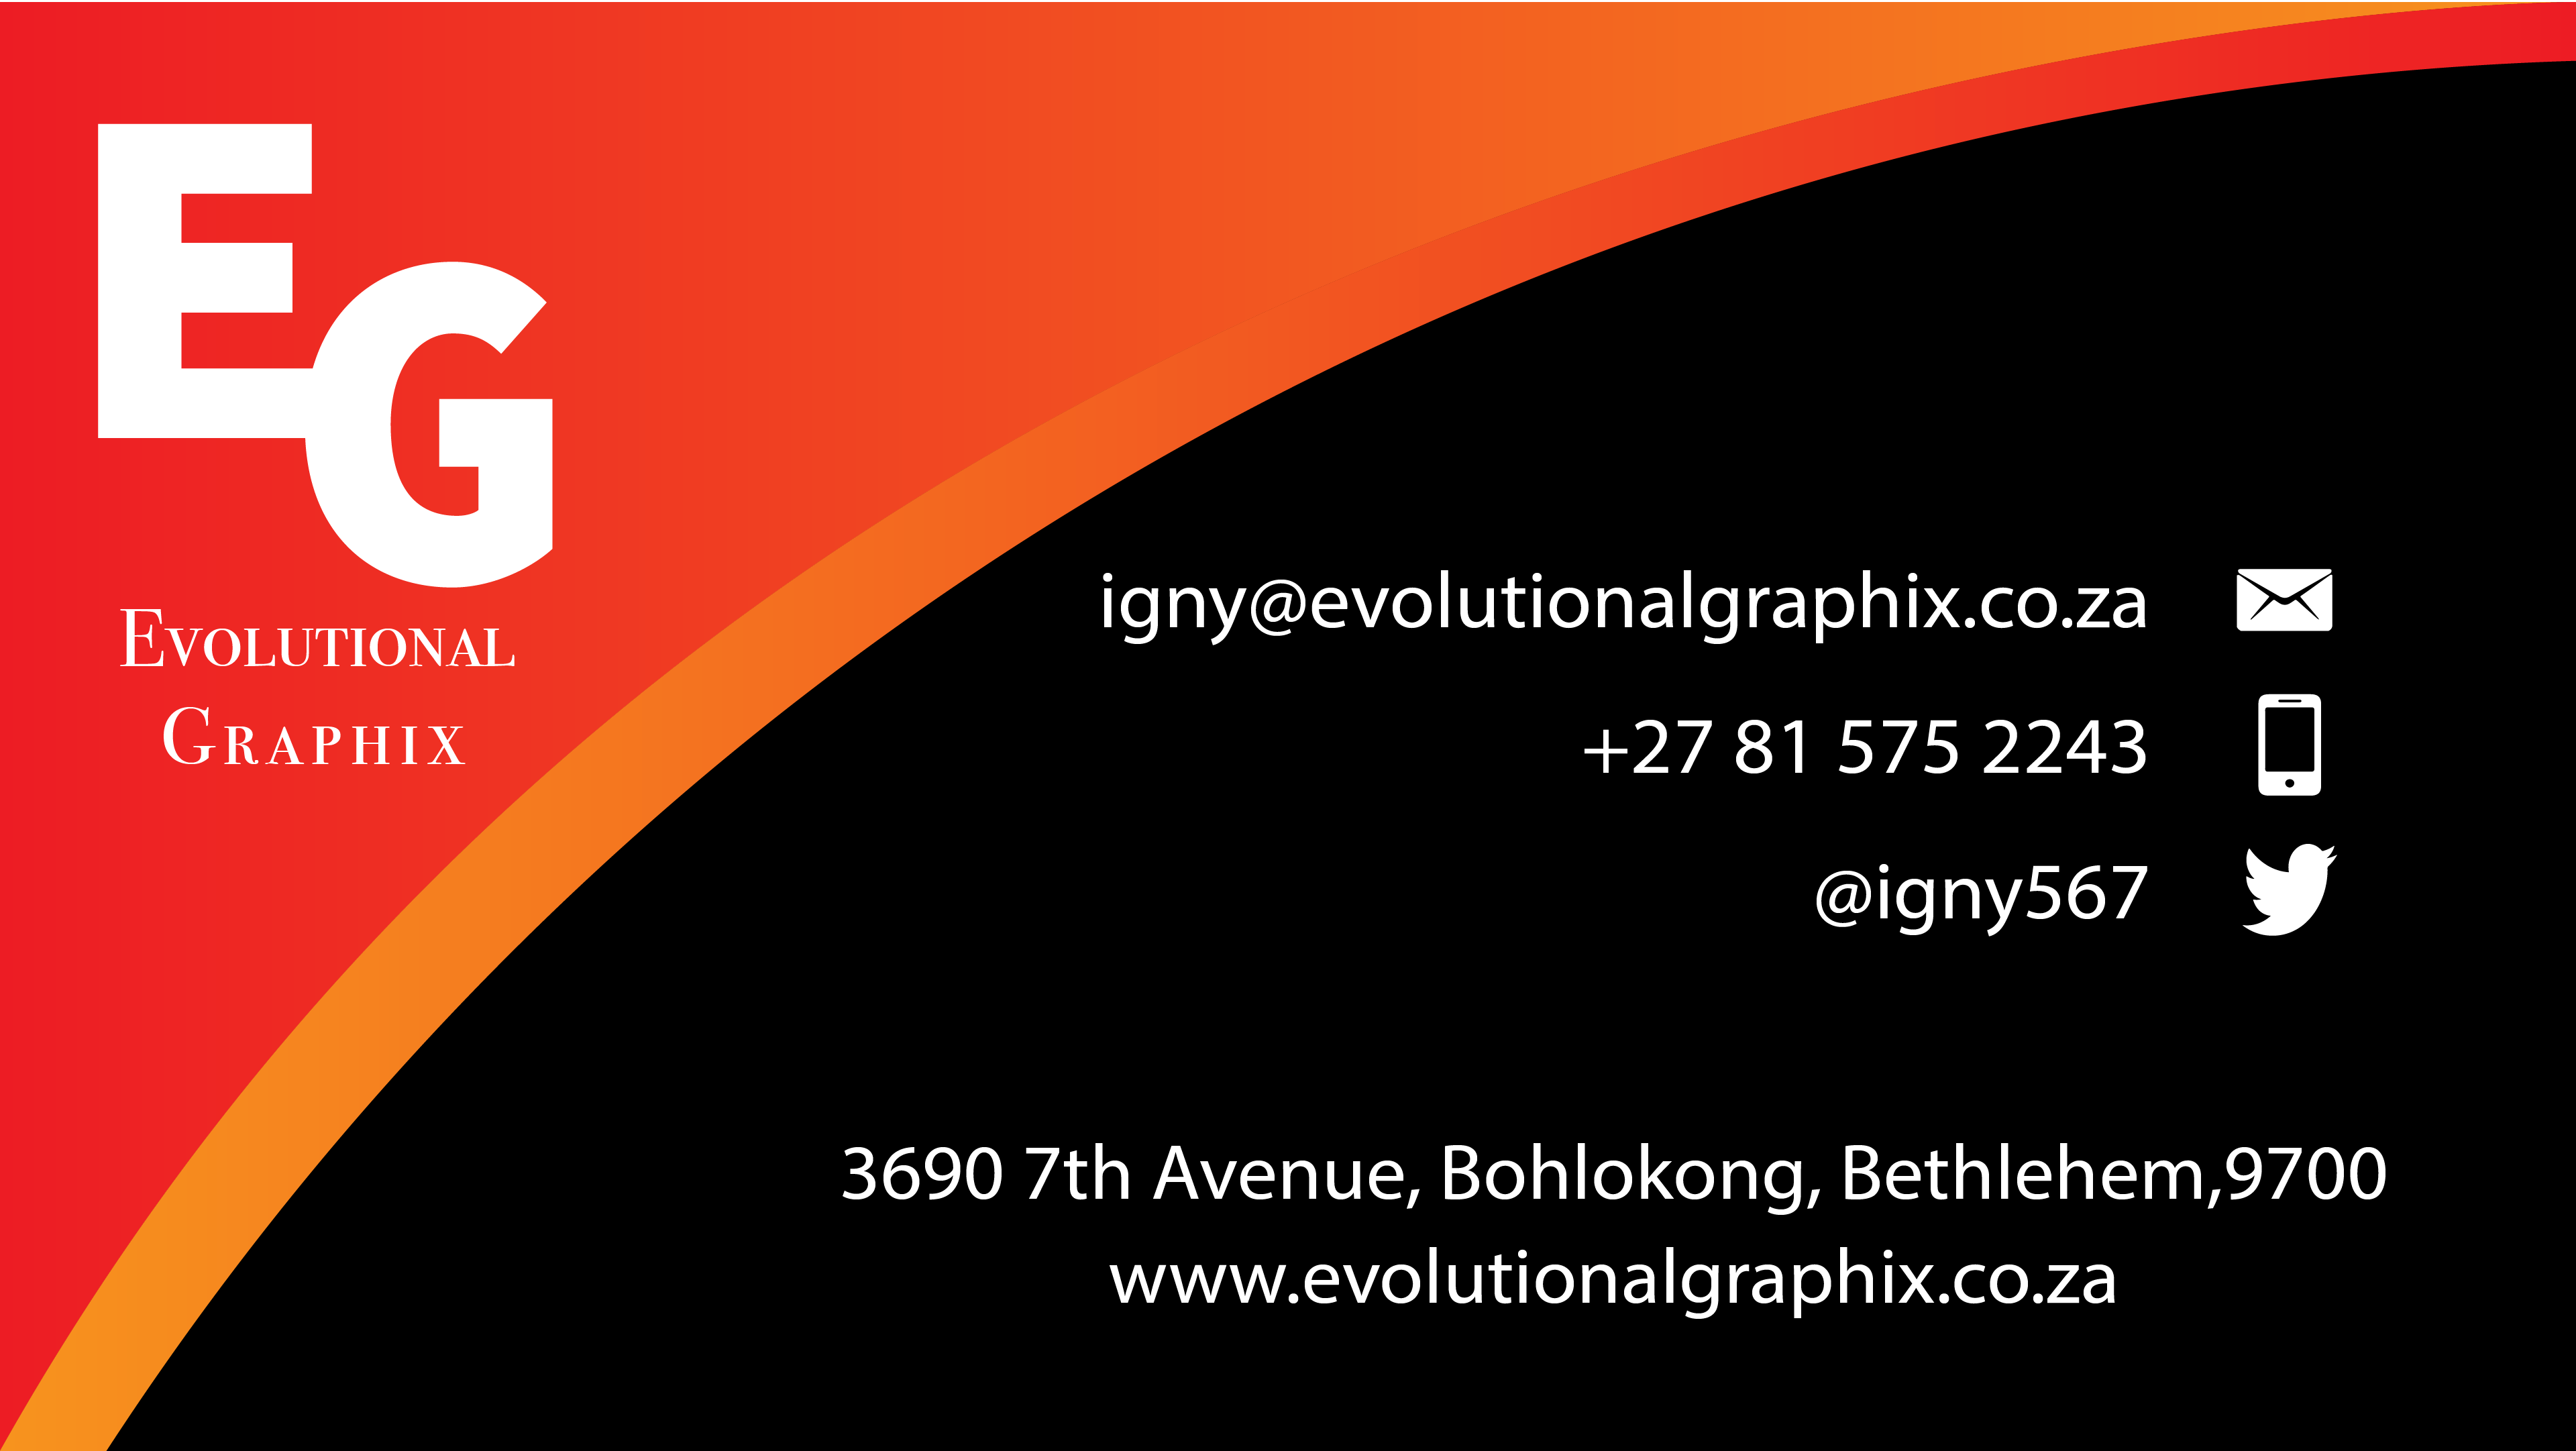 EG
EVOLUTIONAL
GRAPHIX
igny@evolutionalgraphix.co.za
+27 81 575 2243
@igny567
3690 7th Avenue, Bohlokong, Bethlehem,9700
www.evolutionalgraphix.co.za